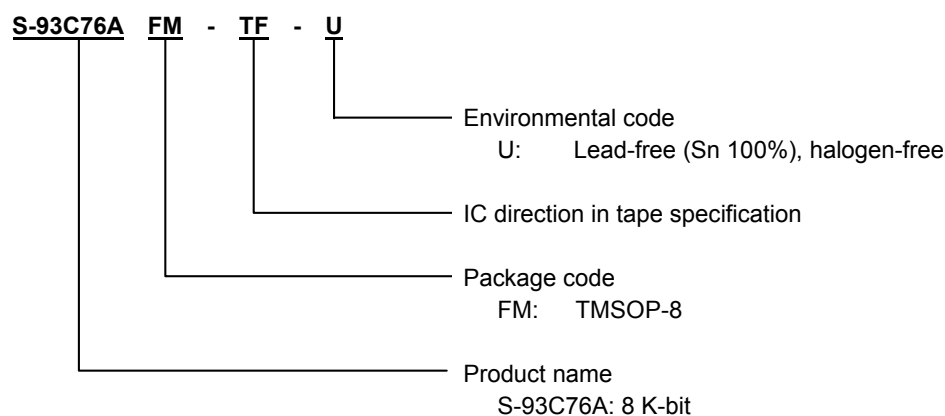 S-93C76A FM - TF - U
Environmental code
U: Lead-free (Sn 100%), halogen-free
IC direction in tape specification
Package code
FM: TMSOP-8
Product name
S-93C76A: 8 K-bit